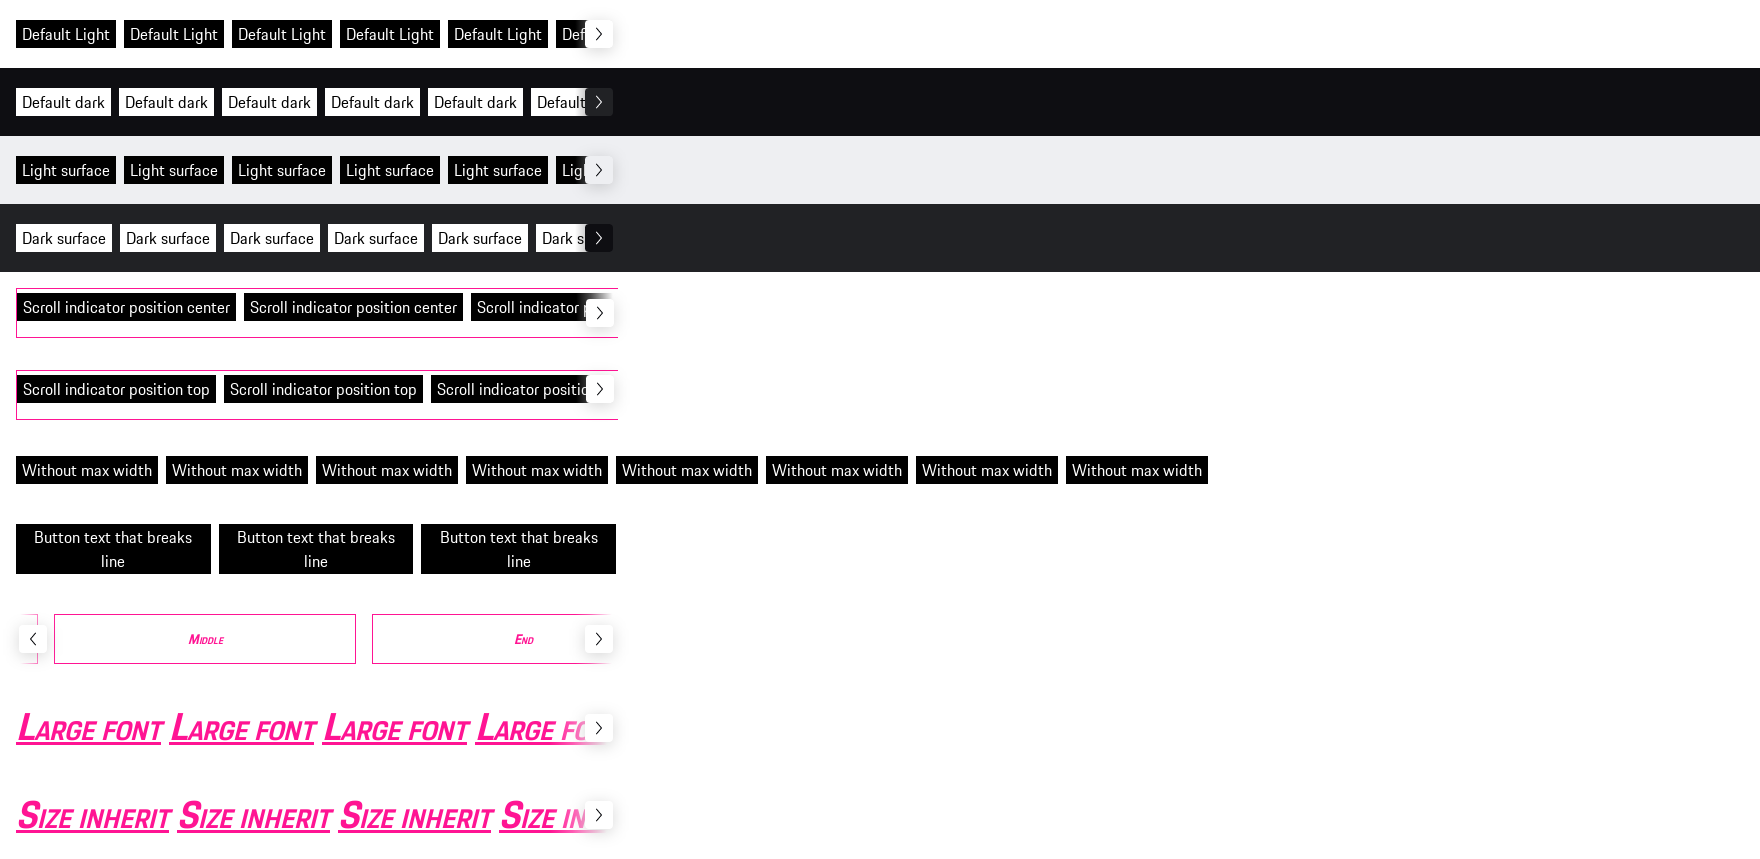 Default Light Default Light Default Light Default Light Default Light Def
Default dark Default dark Default dark Default dark Default dark Default
Light surface Light surface Light surface Light surface Light surface Ligh
Dark surface Dark surface Dark surface Dark surface Dark surface Dark s
Scroll indicator position center Scroll indicator position center Scroll indicator p
Scroll indicator position top Scroll indicator position top Scroll indicator positio
Without max width Without max width Without max width Without max width Without max width Without max width Without max width Without max width
Button text that breaks Button text that breaks Button text that breaks
line line line
Middle End
Large font Large font Large font Large fo
Size inherit Size inherit Size inherit Size in